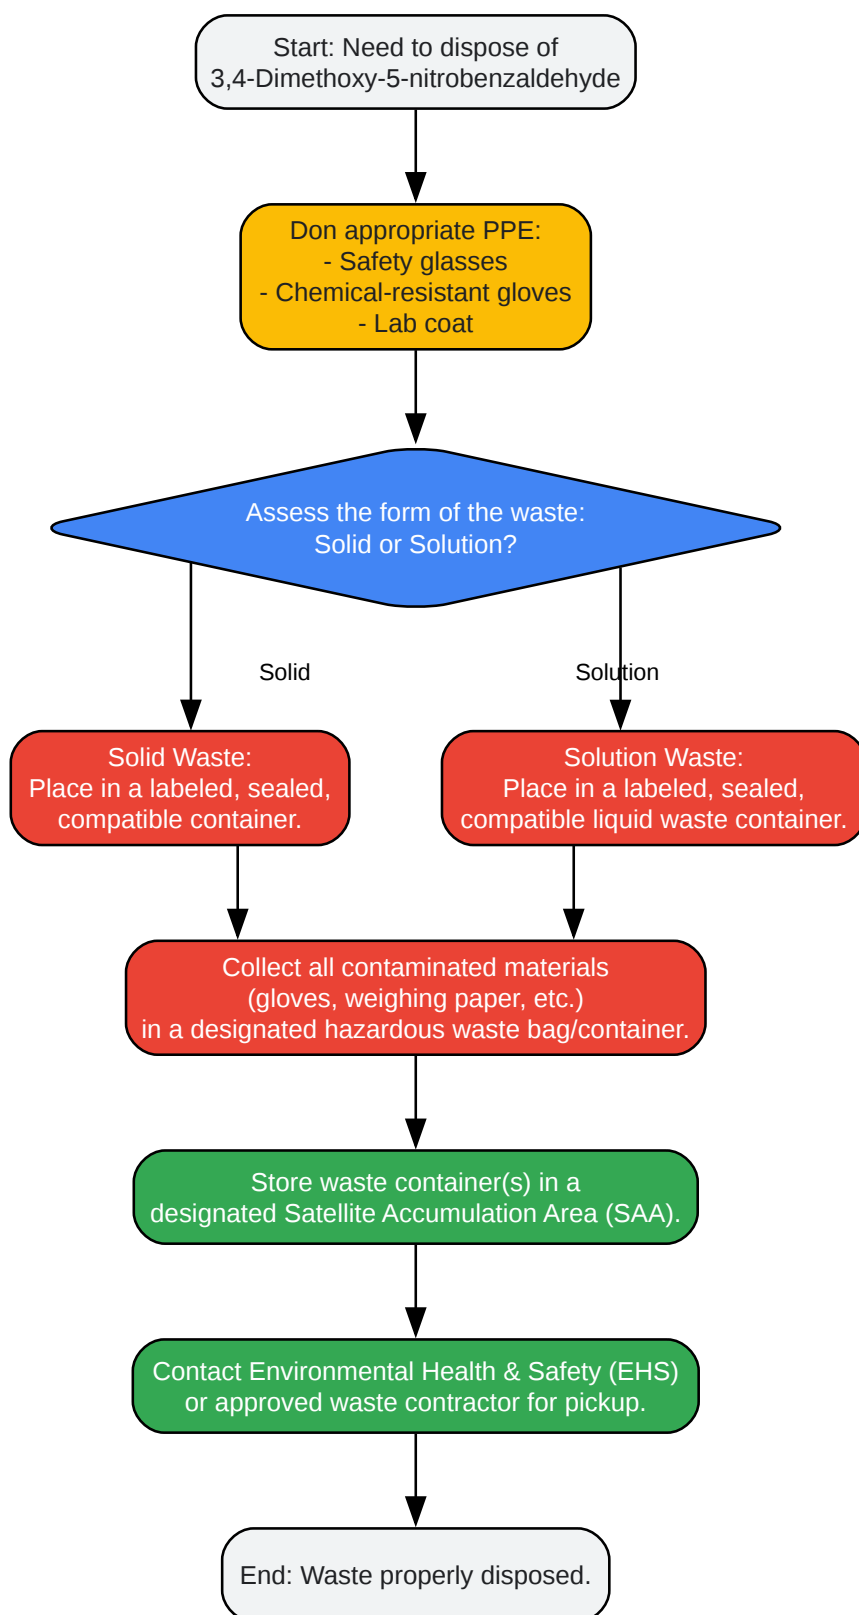 Start: Need to dispose of
3,4-Dimethoxy-5-nitrobenzaldehyde
Don appropriate PPE:
- Safety glasses
- Chemical-resistant gloves
- Lab coat
Assess the form of the waste:
Solid or Solution?
Solid
Solution
Solid Waste:
Place in a labeled, sealed,
compatible container.
Solution Waste:
Place in a labeled, sealed,
compatible liquid waste container.
Collect all contaminated materials
(gloves, weighing paper, etc.)
in a designated hazardous waste bag/container.
Store waste container(s) in a
designated Satellite Accumulation Area (SAA).
Contact Environmental Health & Safety (EHS)
or approved waste contractor for pickup.
End: Waste properly disposed.